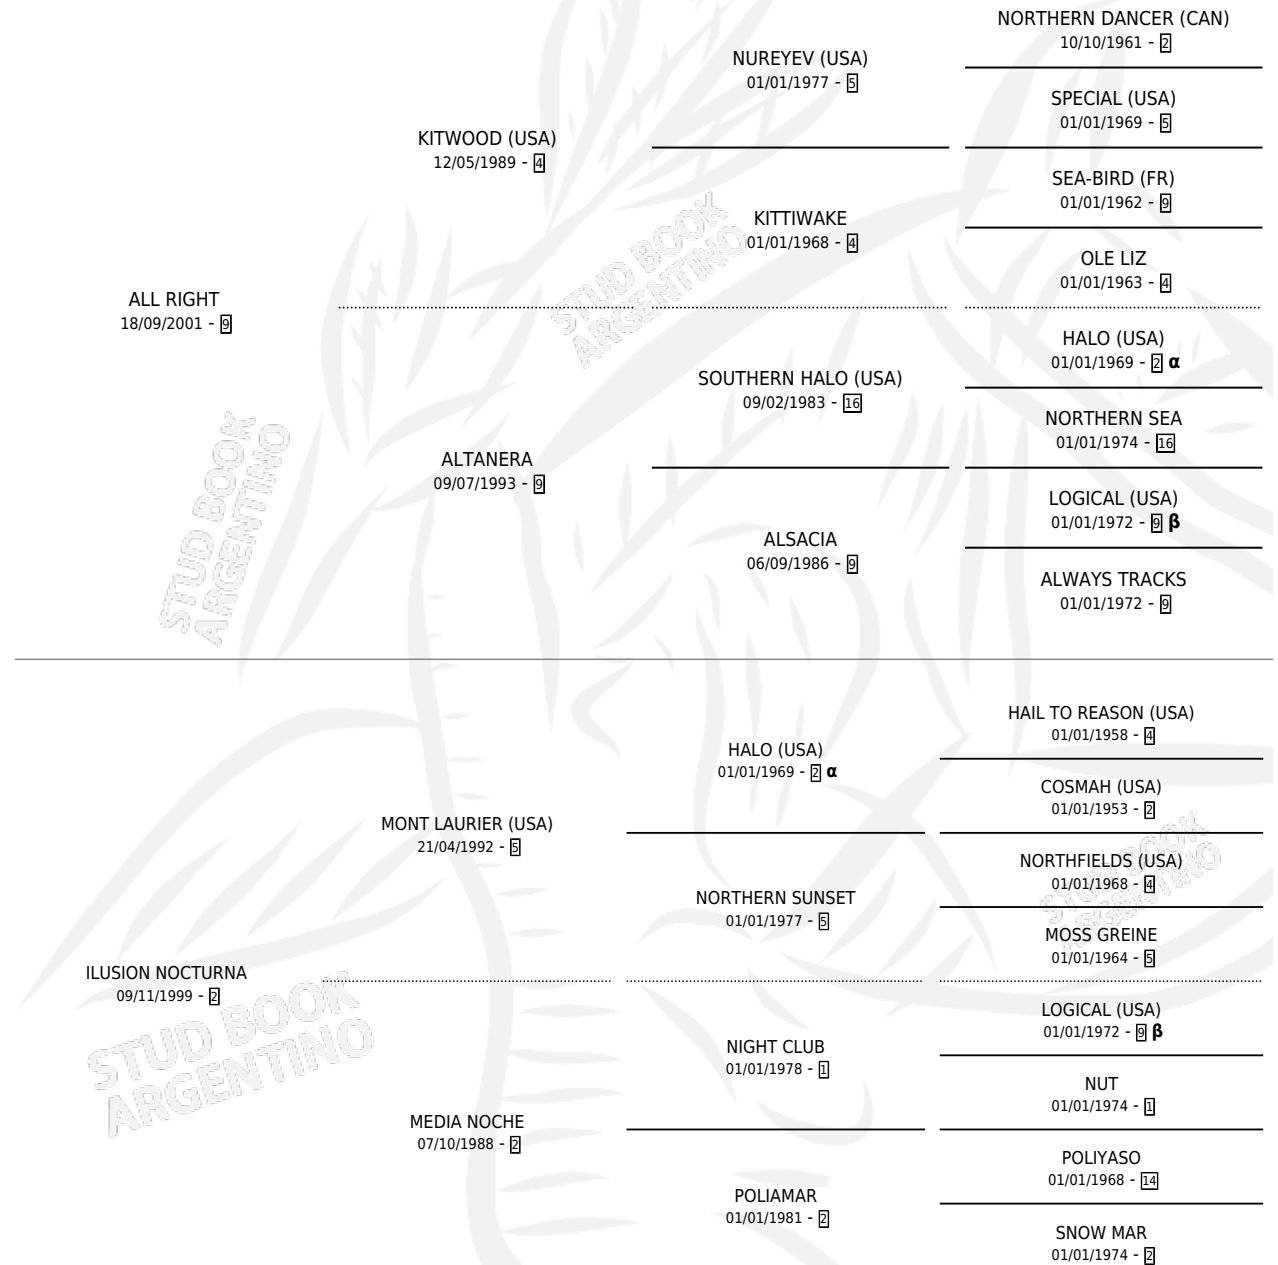 NORTHERN DANCER (CAN)
10/10/1961 - 2
NUREYEV (USA)
01/01/1977 - 5
SPECIAL (USA)
01/01/1969 - 5
KITWOOD (USA)
12/05/1989 - 4
SEA-BIRD (FR)
01/01/1962 - 9
KITTIWAKE
01/01/1968 - 4
OLE LIZ
01/01/1963 - 4
ALL RIGHT
18/09/2001 - 9
HALO (USA)
01/01/1969 - 2 α
SOUTHERN HALO (USA)
09/02/1983 - 16
NORTHERN SEA
01/01/1974 - 16
ALTANERA
09/07/1993 - 9
LOGICAL (USA)
01/01/1972 - 9 β
ALSACIA
06/09/1986 - 9
ALWAYS TRACKS
01/01/1972 - 9
HAIL TO REASON (USA)
01/01/1958 - 4
HALO (USA)
01/01/1969 - 2 α
COSMAH (USA)
01/01/1953 - 2
MONT LAURIER (USA)
21/04/1992 - 5
NORTHFIELDS (USA)
01/01/1968 - 4
NORTHERN SUNSET
01/01/1977 - 5
MOSS GREINE
01/01/1964 - 5
ILUSION NOCTURNA
09/11/1999 - 2
LOGICAL (USA)
01/01/1972 - 9 β
NIGHT CLUB
01/01/1978 - 1
NUT
01/01/1974 - 1
MEDIA NOCHE
07/10/1988 - 2
POLIYASO
01/01/1968 - 14
POLIAMAR
01/01/1981 - 2
SNOW MAR
01/01/1974 - 2
STUD BOOK
ARGENTINO
STUD BOOK
ARGENTINO
STUD BOOK
ARGENTINO
STUD BOOK
ARGENTINO